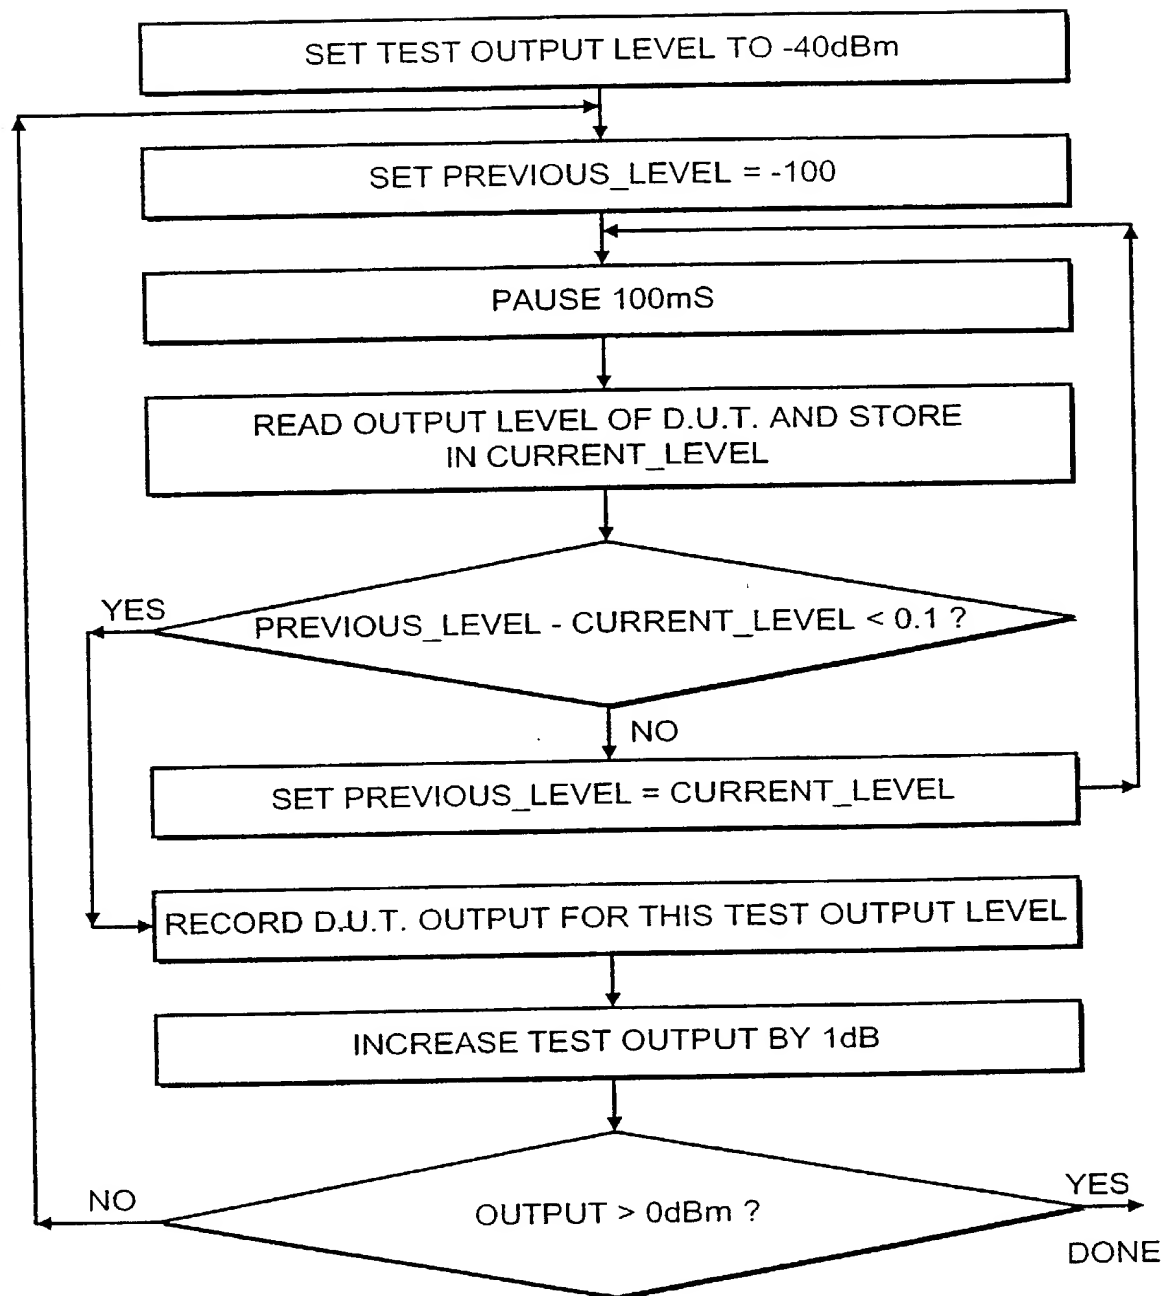 SET TEST OUTPUT LEVEL TO -40dBm
SET PREVIOUS_LEVEL = -100
PAUSE 100mS
READ OUTPUT LEVEL OF D.U.T. AND STORE
IN CURRENT_LEVEL
YES
PREVIOUS_LEVEL - CURRENT_LEVEL < 0.1 ?
NO
SET PREVIOUS_LEVEL = CURRENT_LEVEL
RECORD D.U.T. OUTPUT FOR THIS TEST OUTPUT LEVEL
INCREASE TEST OUTPUT BY 1dB
NO
OUTPUT > 0dBm ?
YES
DONE